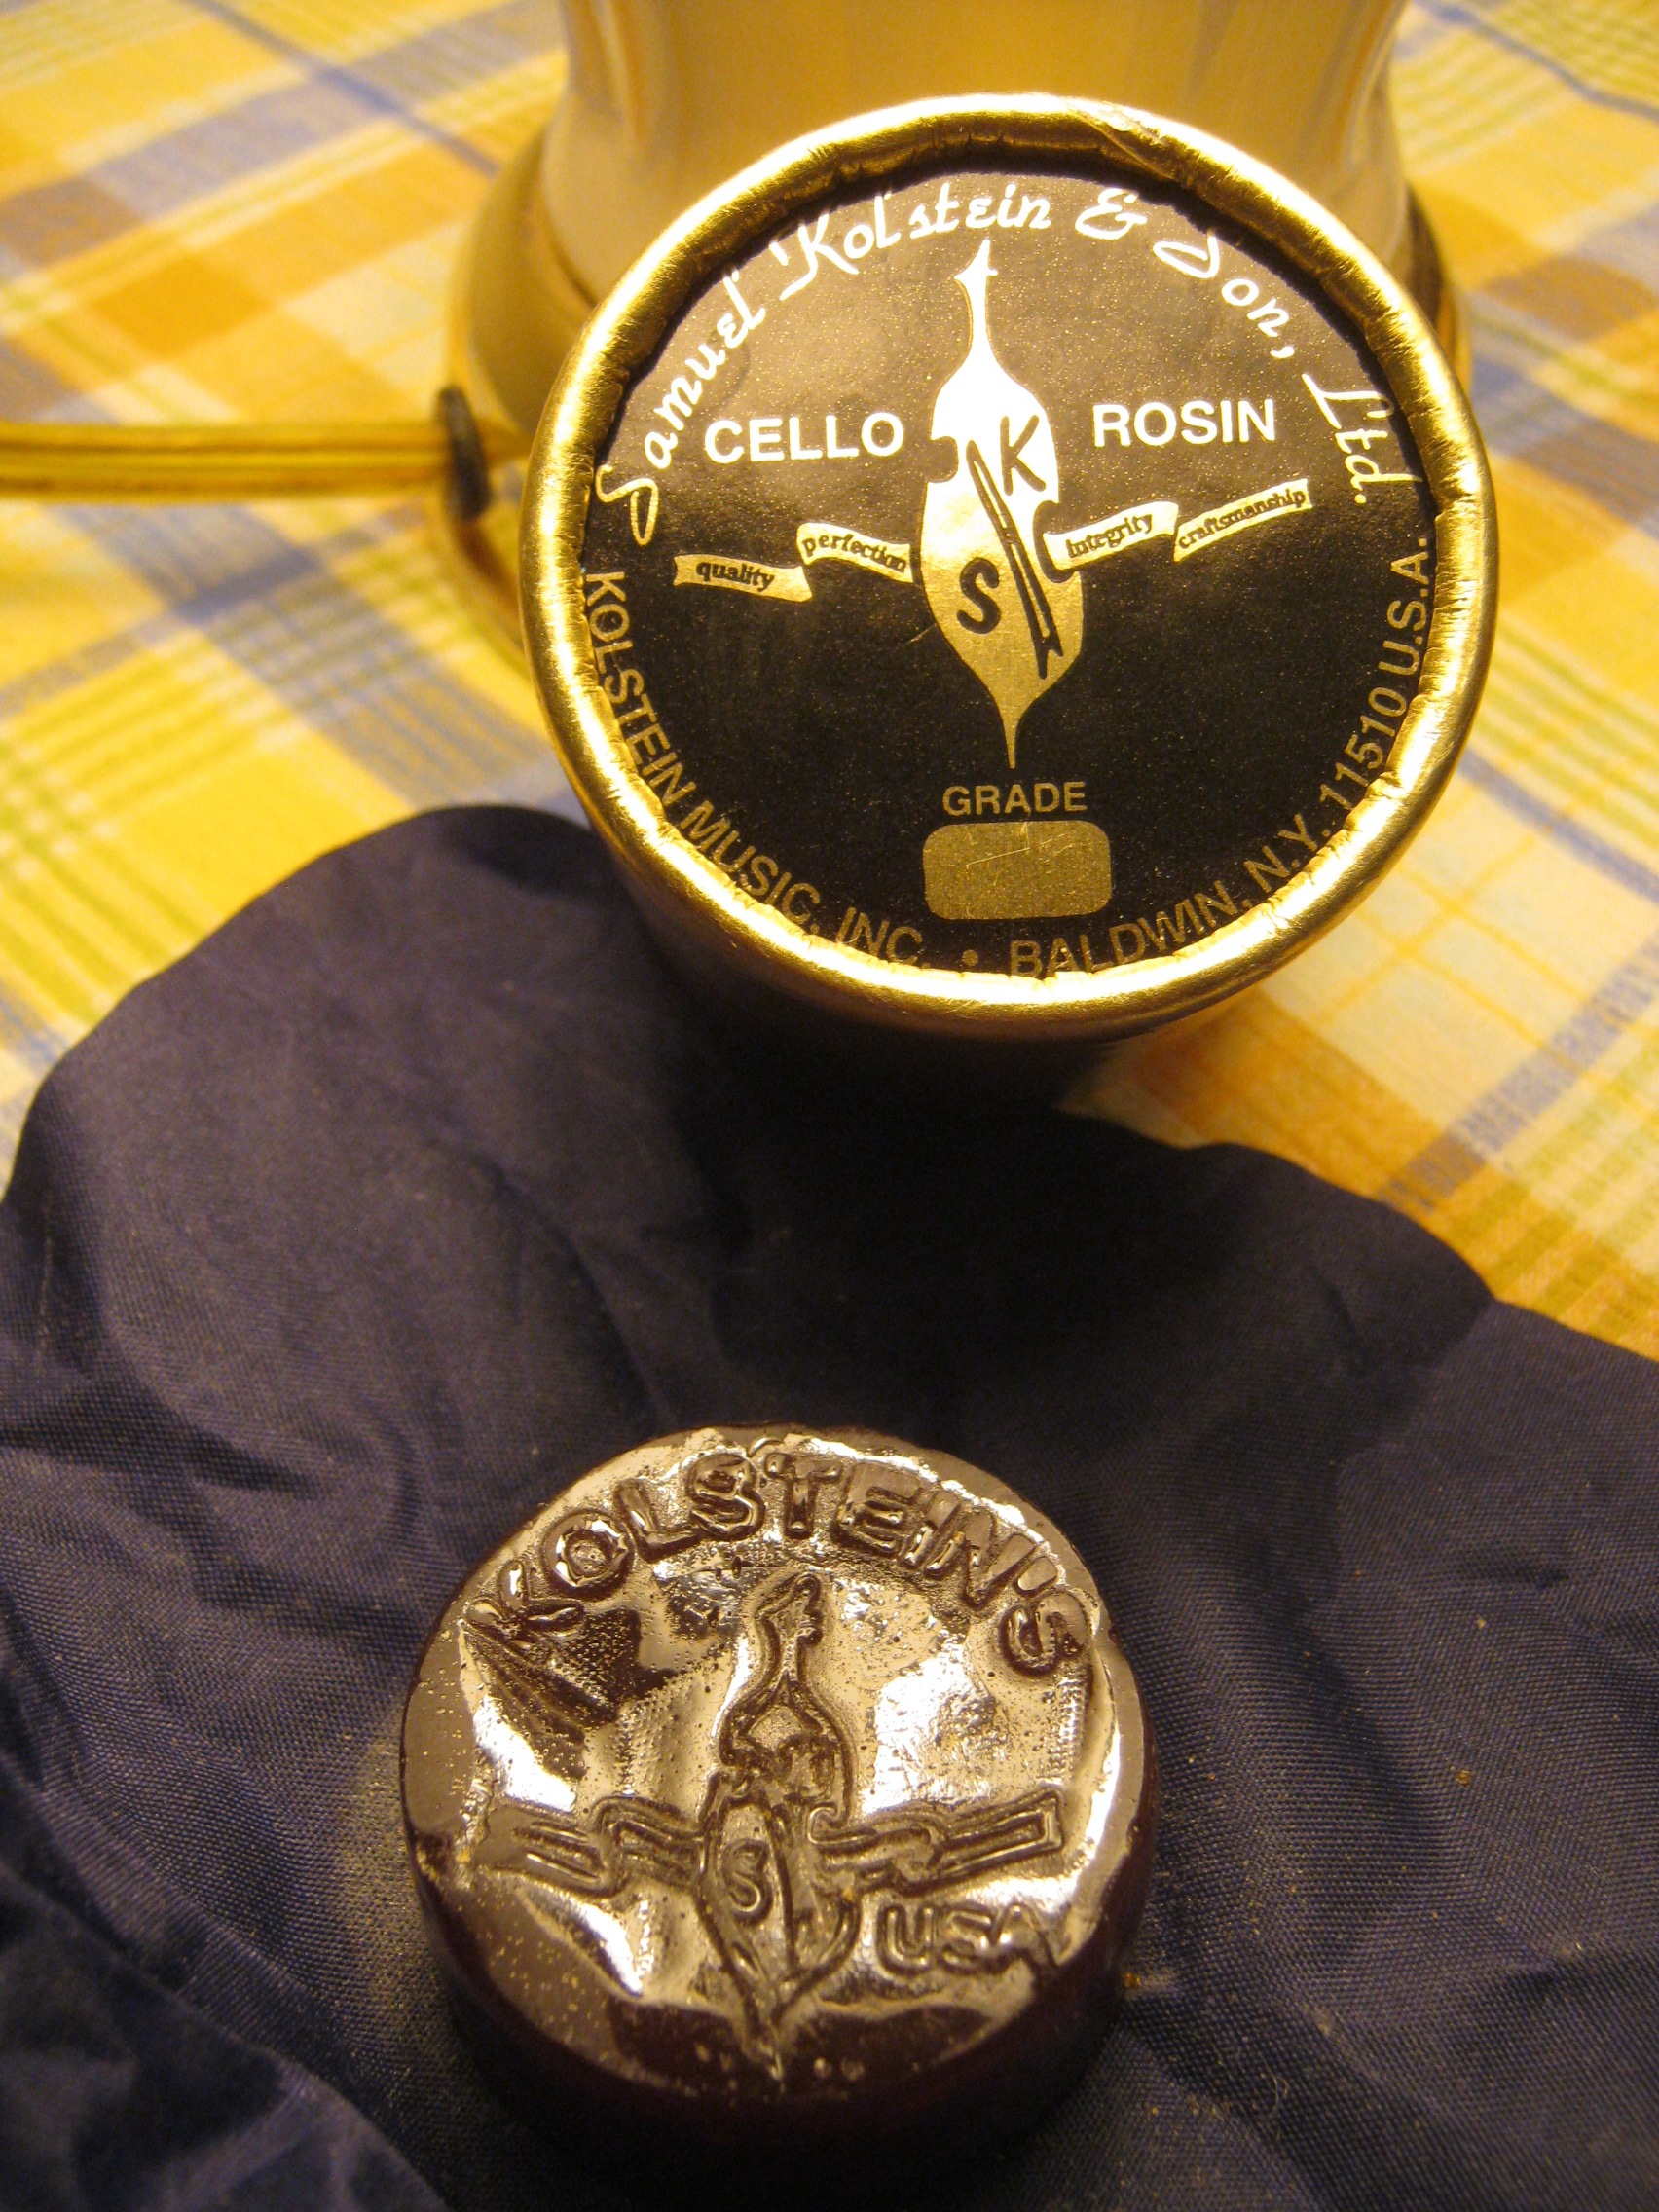 Samuel Kolstein & Son, Ltd.
CELLO ROSIN
K
S
quality perfection Integrity craftsmanship
GRADE
KOLSTEIN MUSIC, INC. • BALDWIN, N.Y. 11510 U.S.A.
KOLSTEIN'S
S
USA